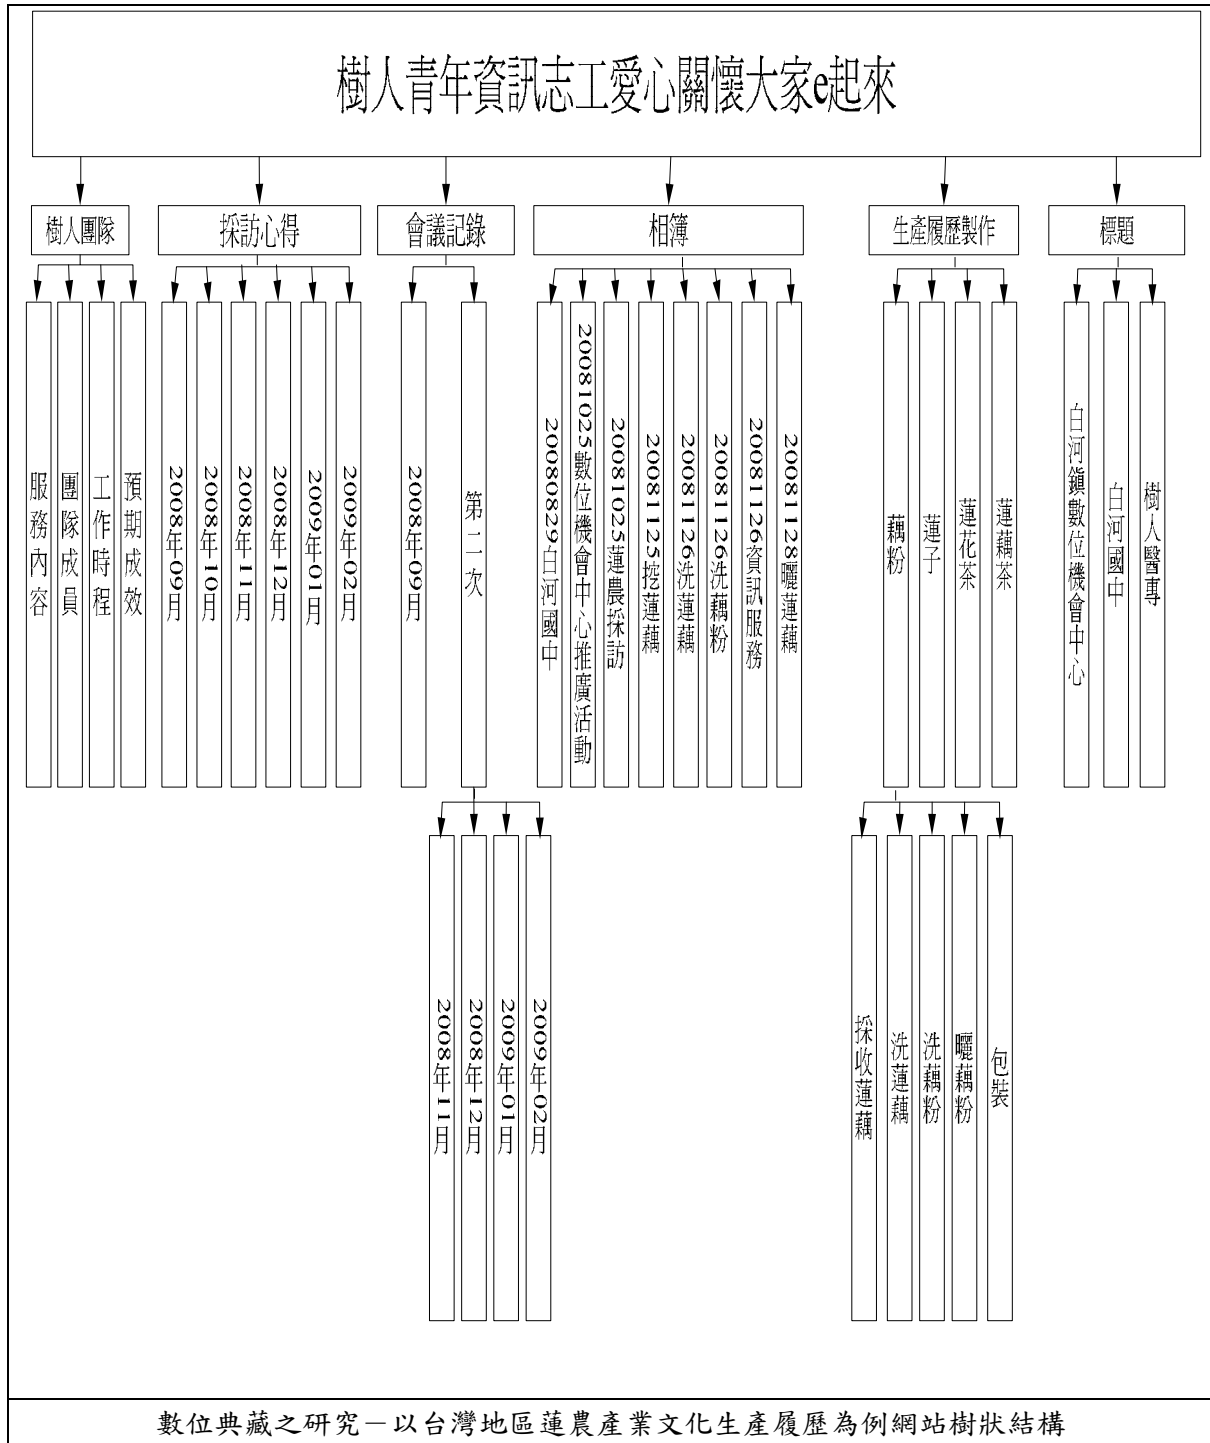 樹人青年資訊志工愛心關懷大家e起來
樹人團隊
採訪心得
會議記錄
相簿
生產履歷製作
標題
服務內容
團隊成員
工作時程
預期成效
2008年09月
2008年10月
2008年11月
2008年12月
2009年01月
2009年02月
2008年09月
第二次
20080829白河國中
20081025數位機會中心推廣活動
20081025蓮農採訪
20081125挖蓮藕
20081126洗蓮藕
20081126洗藕粉
20081126資訊服務
20081128曬蓮藕
藕粉
蓮子
蓮花茶
蓮藕茶
白河鎮數位機會中心
白河國中
樹人醫專
2008年11月
2008年12月
2009年01月
2009年02月
採收蓮藕
洗蓮藕
洗藕粉
曬藕粉
包裝
數位典藏之研究－以台灣地區蓮農產業文化生產履歷為例網站樹狀結構